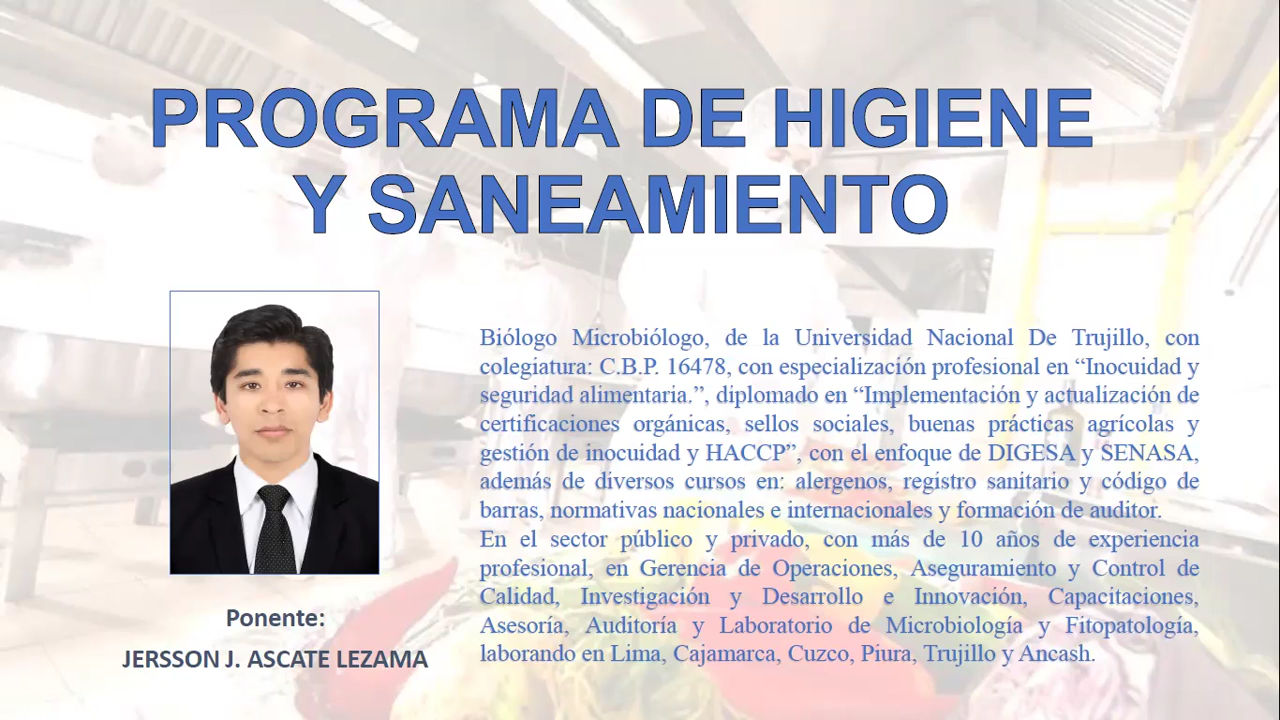 PROGRAMA DE HIGIENE
Y SANEAMIENTO
Biólogo Microbiólogo, de la Universidad Nacional De Trujillo, con
colegiatura: C.B.P. 16478, con especialización profesional en “Inocuidad y
seguridad alimentaria.”, diplomado en “Implementación y actualización de
certificaciones orgánicas, sellos sociales, buenas prácticas agrícolas y
gestión de inocuidad y HACCP”, con el enfoque de DIGESA y SENASA,
además de diversos cursos en: alergenos, registro sanitario y código de
barras, normativas nacionales e internacionales y formación de auditor.
En el sector público y privado, con más de 10 años de experiencia
profesional, en Gerencia de Operaciones, Aseguramiento y Control de
Calidad, Investigación y Desarrollo e Innovación, Capacitaciones,
Asesoría, Auditoría y Laboratorio de Microbiología y Fitopatología,
laborando en Lima, Cajamarca, Cuzco, Piura, Trujillo y Ancash.
Ponente:
JERSSON J. ASCATE LEZAMA